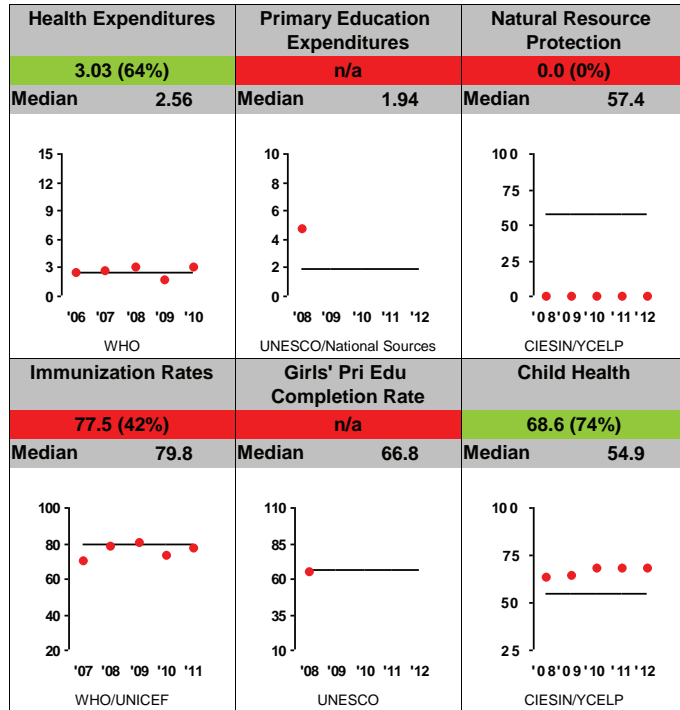 Health Expenditures
3.03 (64%)
Median 2.56
15
12
9
6
3
0
'06 '07 '08 '09 '10
WHO
Primary Education
Expenditures
n/a
Median 1.94
10
8
6
4
2
0
'08 '09 '10 '11 '12
UNESCO/National Sources
Natural Resource
Protection
0.0 (0%)
Median 57.4
100
75
50
25
0
'08 '09 '10 '11 '12
CIESIN/YCELP
Immunization Rates
77.5 (42%)
Median 79.8
100
80
60
40
20
'07 '08 '09 '10 '11
WHO/UNICEF
Girls' Pri Edu
Completion Rate
n/a
Median 66.8
110
85
60
35
10
'08 '09 '10 '11 '12
UNESCO
Child Health
68.6 (74%)
Median 54.9
100
75
50
25
'08 '09 '10 '11 '12
CIESIN/YCELP